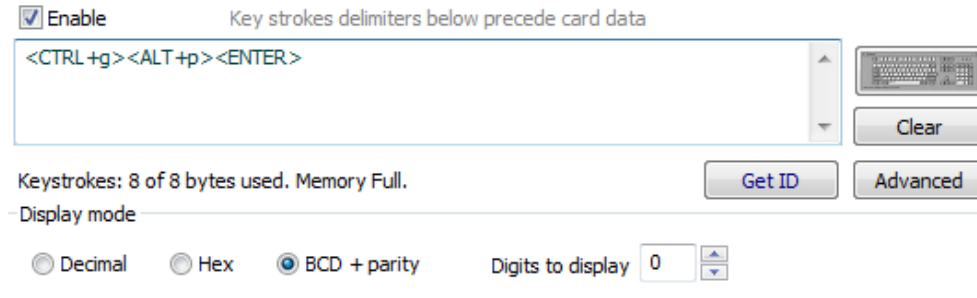 Enable Key strokes delimiters below precede card data
<CTRL+g><ALT+p><ENTER>
Clear
Keystrokes: 8 of 8 bytes used. Memory Full. Get ID Advanced
Display mode
Decimal Hex BCD + parity Digits to display 0